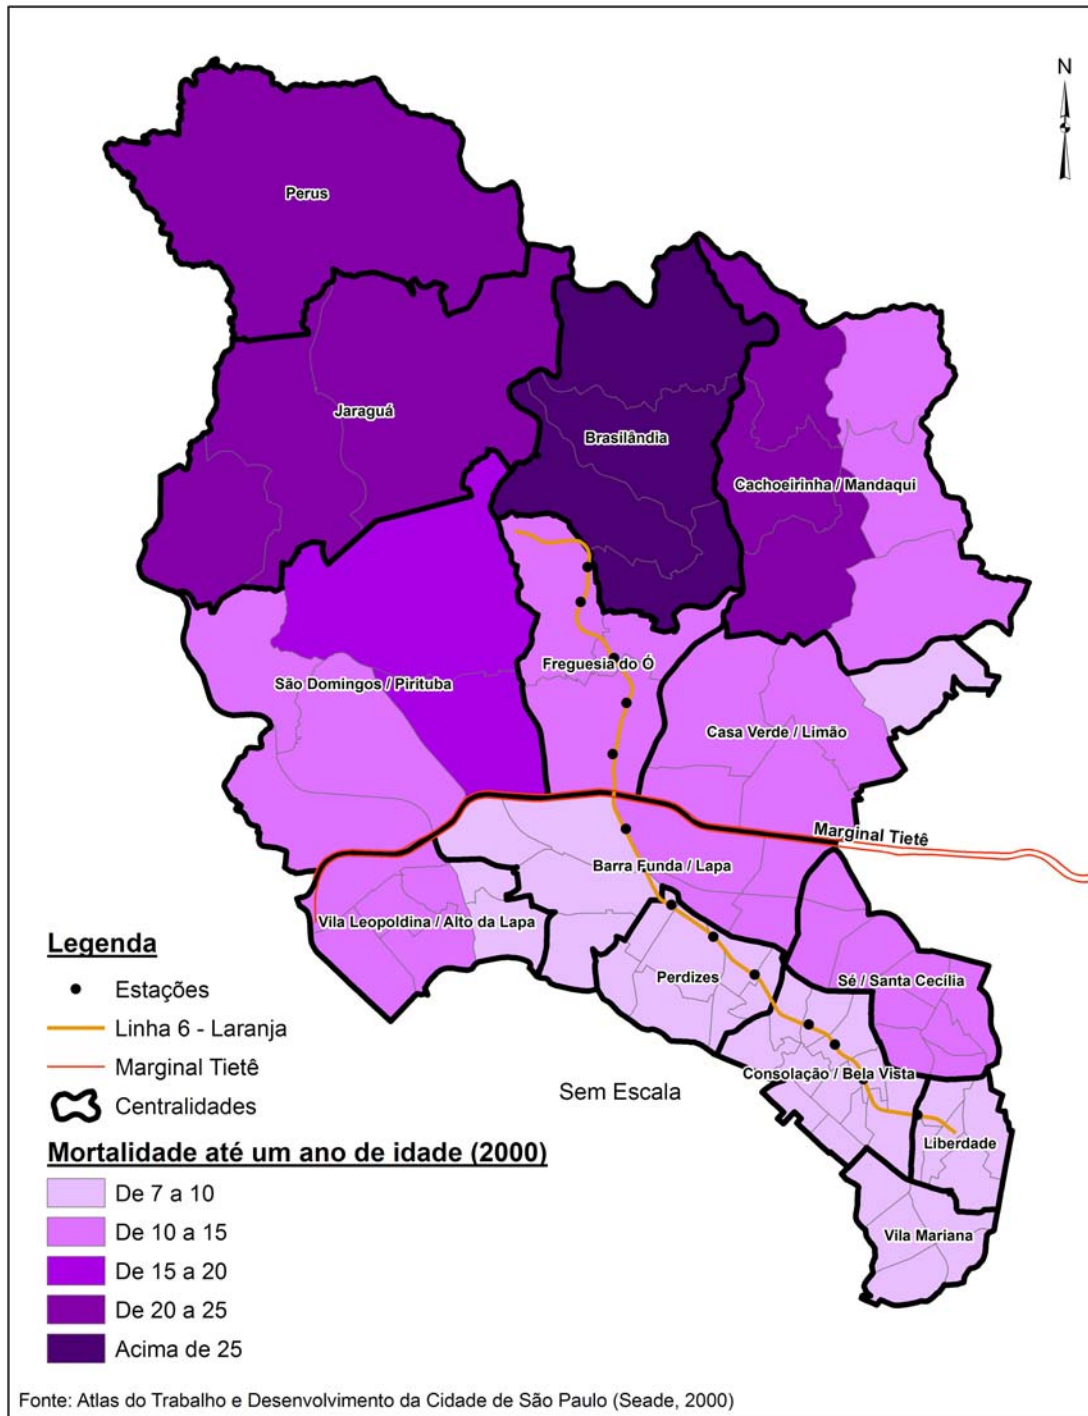 N
Perus
Jaraguá
Brasilândia
Cachoeirinha / Mandaqui
Freguesia do Ó
São Domingos / Pirituba
Casa Verde / Limão
Marginal Tietê
Barra Funda / Lapa
Vila Leopoldina / Alto da Lapa
Perdizes
Sé / Santa Cecília
Consolação / Bela Vista
Liberdade
Vila Mariana
Sem Escala
Legenda
Estações
Linha 6 - Laranja
Marginal Tietê
Centralidades
Mortalidade até um ano de idade (2000)
De 7 a 10
De 10 a 15
De 15 a 20
De 20 a 25
Acima de 25
Fonte: Atlas do Trabalho e Desenvolvimento da Cidade de São Paulo (Seade, 2000)